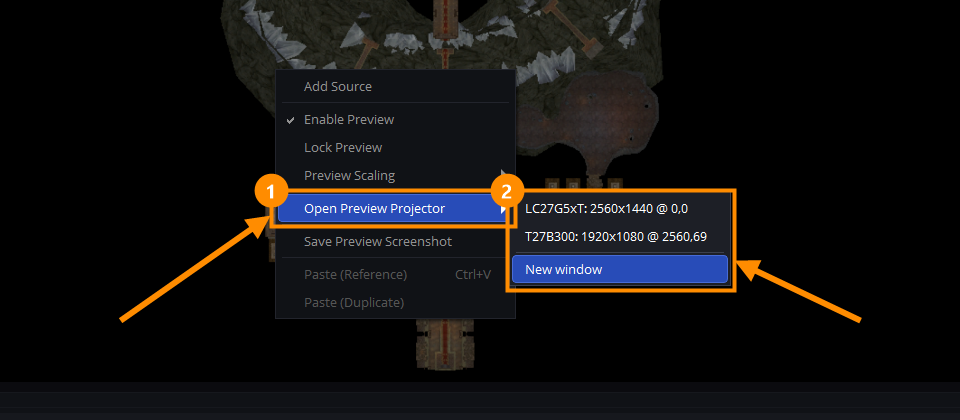 Add Source
Enable Preview
Lock Preview
Preview Scaling
1
2
Open Preview Projector
LC27G5xT: 2560x1440 @ 0,0
T27B300: 1920x1080 @ 2560,69
Save Preview Screenshot
New window
Paste (Reference) Ctrl+V
Paste (Duplicate)